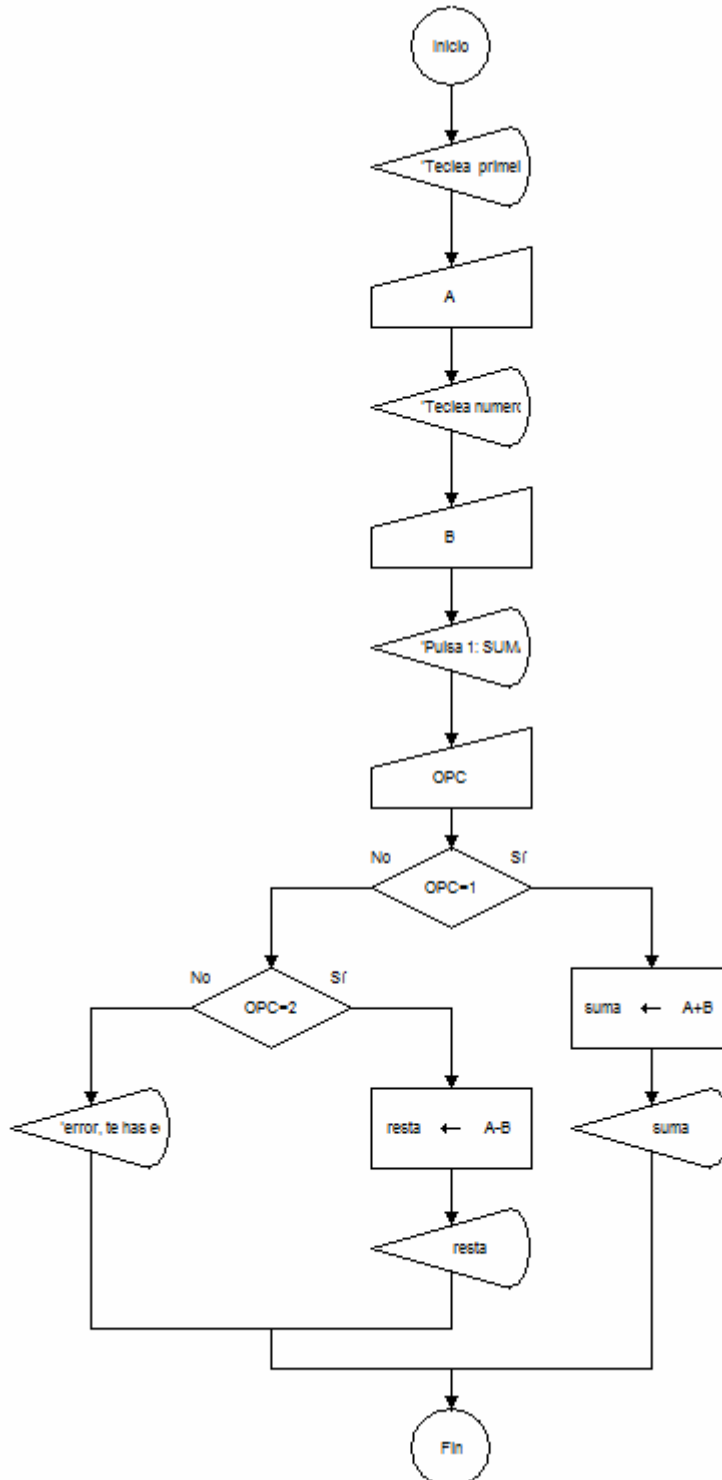 Inicio
"Teclea primer
A
"Teclea numero
B
"Pulsa 1: SUMA
OPC
No Sí
OPC=1
No Sí
OPC=2
suma ← A+B
"error, te has e
resta ← A-B
suma
resta
Fin